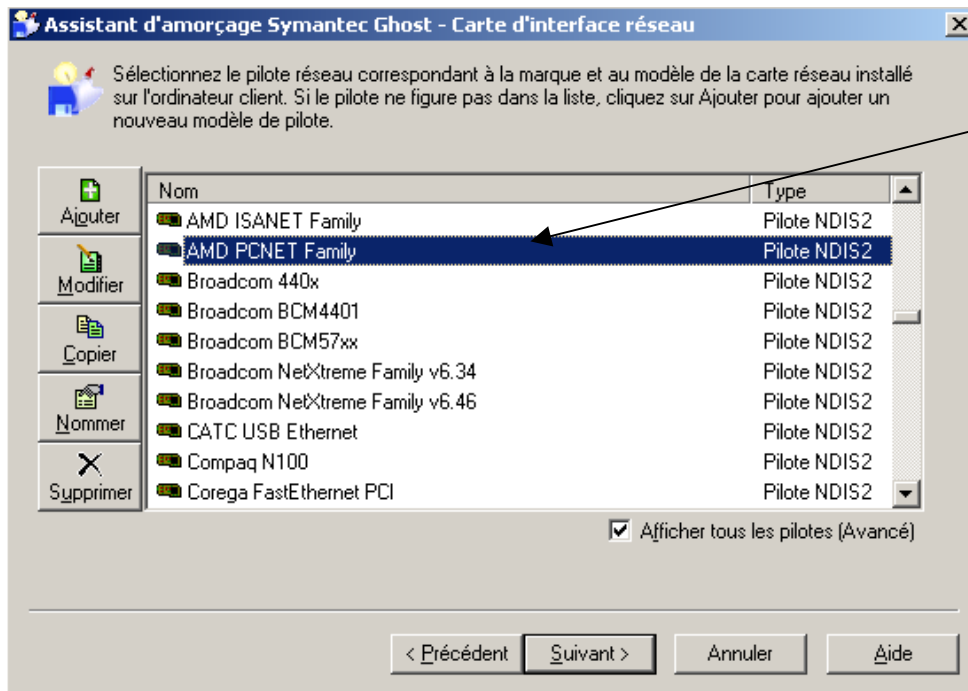 Assistant d'amorçage Symantec Ghost - Carte d'interface réseau
Sélectionnez le pilote réseau correspondant à la marque et au modèle de la carte réseau installé
sur l'ordinateur client. Si le pilote ne figure pas dans la liste, cliquez sur Ajouter pour ajouter un
nouveau modèle de pilote.
Ajouter
Modifier
Copier
Nommer
Supprimer
Nom Type
AMD ISANET Family Pilote NDIS2
AMD PCNET Family Pilote NDIS2
Broadcom 440x Pilote NDIS2
Broadcom BCM4401 Pilote NDIS2
Broadcom BCM57xx Pilote NDIS2
Broadcom NetXtreme Family v6.34 Pilote NDIS2
Broadcom NetXtreme Family v6.46 Pilote NDIS2
CATC USB Ethernet Pilote NDIS2
Compaq N100 Pilote NDIS2
Corega FastEthernet PCI Pilote NDIS2
Afficher tous les pilotes (Avancé)
< Précédent Suivant > Annuler Aide